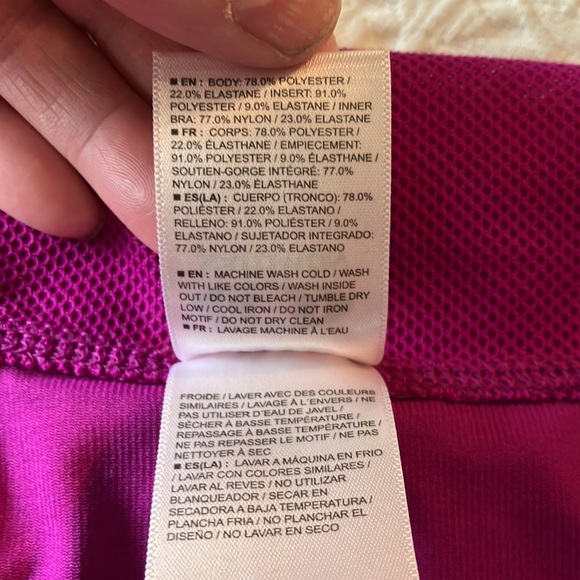 ■ EN : BODY: 78.0% POLYESTER /
22.0% ELASTANE / INSERT: 91.0%
POLYESTER / 9.0% ELASTANE / INNER
BRA: 77.0% NYLON / 23.0% ELASTANE
■ FR : CORPS: 78.0% POLYESTER /
22.0% ÉLASTHANE / EMPIECEMENT:
91.0% POLYESTER / 9.0% ÉLASTHANE /
SOUTIEN-GORGE INTÉGRÉ: 77.0%
NYLON / 23.0% ÉLASTHANE
■ ES(LA) : CUERPO (TRONCO): 78.0%
POLIÉSTER / 22.0% ELASTANO /
RELLENO: 91.0% POLIÉSTER / 9.0%
ELASTANO / SUJETADOR INTEGRADO:
77.0% NYLON / 23.0% ELASTANO
■ EN : MACHINE WASH COLD / WASH
WITH LIKE COLORS / WASH INSIDE
OUT / DO NOT BLEACH / TUMBLE DRY
LOW / COOL IRON / DO NOT IRON
MOTIF / DO NOT DRY CLEAN
■ FR : LAVAGE MACHINE À L'EAU
FROIDE / LAVER AVEC DES COULEURS
SIMILAIRES / LAVAGE À L'ENVERS / NE
PAS UTILISER D'EAU DE JAVEL /
SÉCHER À BASSE TEMPÉRATURE /
REPASSAGE À BASSE TEMPÉRATURE /
NE PAS REPASSER LE MOTIF / NE PAS
NETTOYER À SEC
■ ES(LA) : LAVAR A MÁQUINA EN FRIO
/ LAVAR CON COLORES SIMILARES /
LAVAR AL REVES / NO UTILIZAR
BLANQUEADOR / SECAR EN
SECADORA A BAJA TEMPERATURA /
PLANCHA FRIA / NO PLANCHAR EL
DISEÑO / NO LAVAR EN SECO